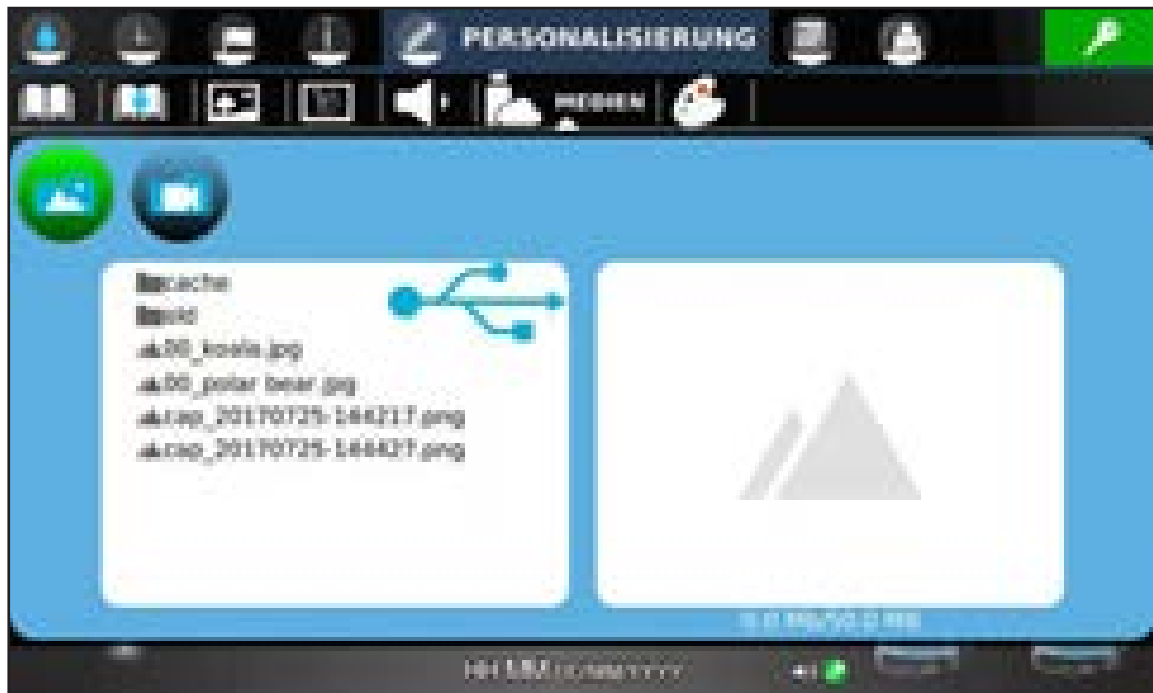 PERSONALISIERUNG
MEDIEN
cache
old
00_koala.jpg
00_polar bear.jpg
cap_20170725-144217.png
cap_20170725-144427.png